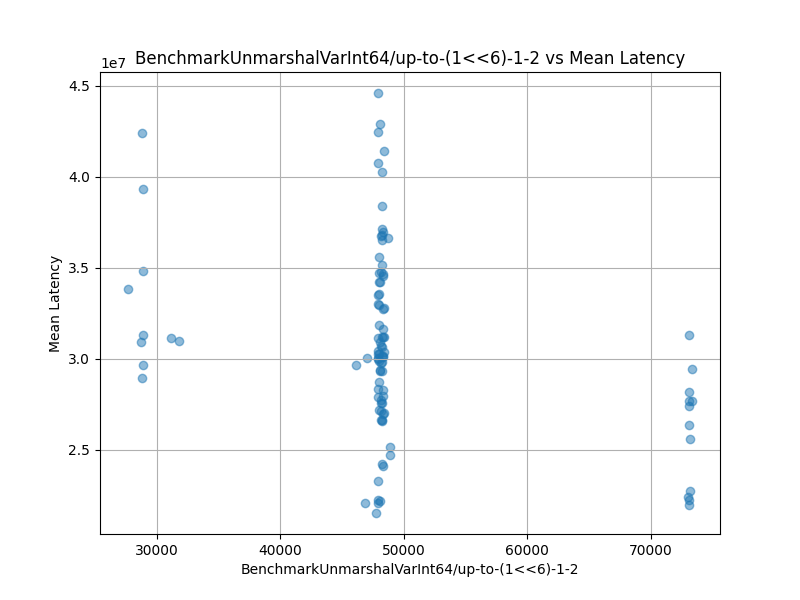 BenchmarkUnmarshalVarInt64/up-to-(1<<6)-1-2 vs Mean Latency
1e7
4.5
4.0
3.5
3.0
2.5
Mean Latency
30000 40000 50000 60000 70000
BenchmarkUnmarshalVarInt64/up-to-(1<<6)-1-2